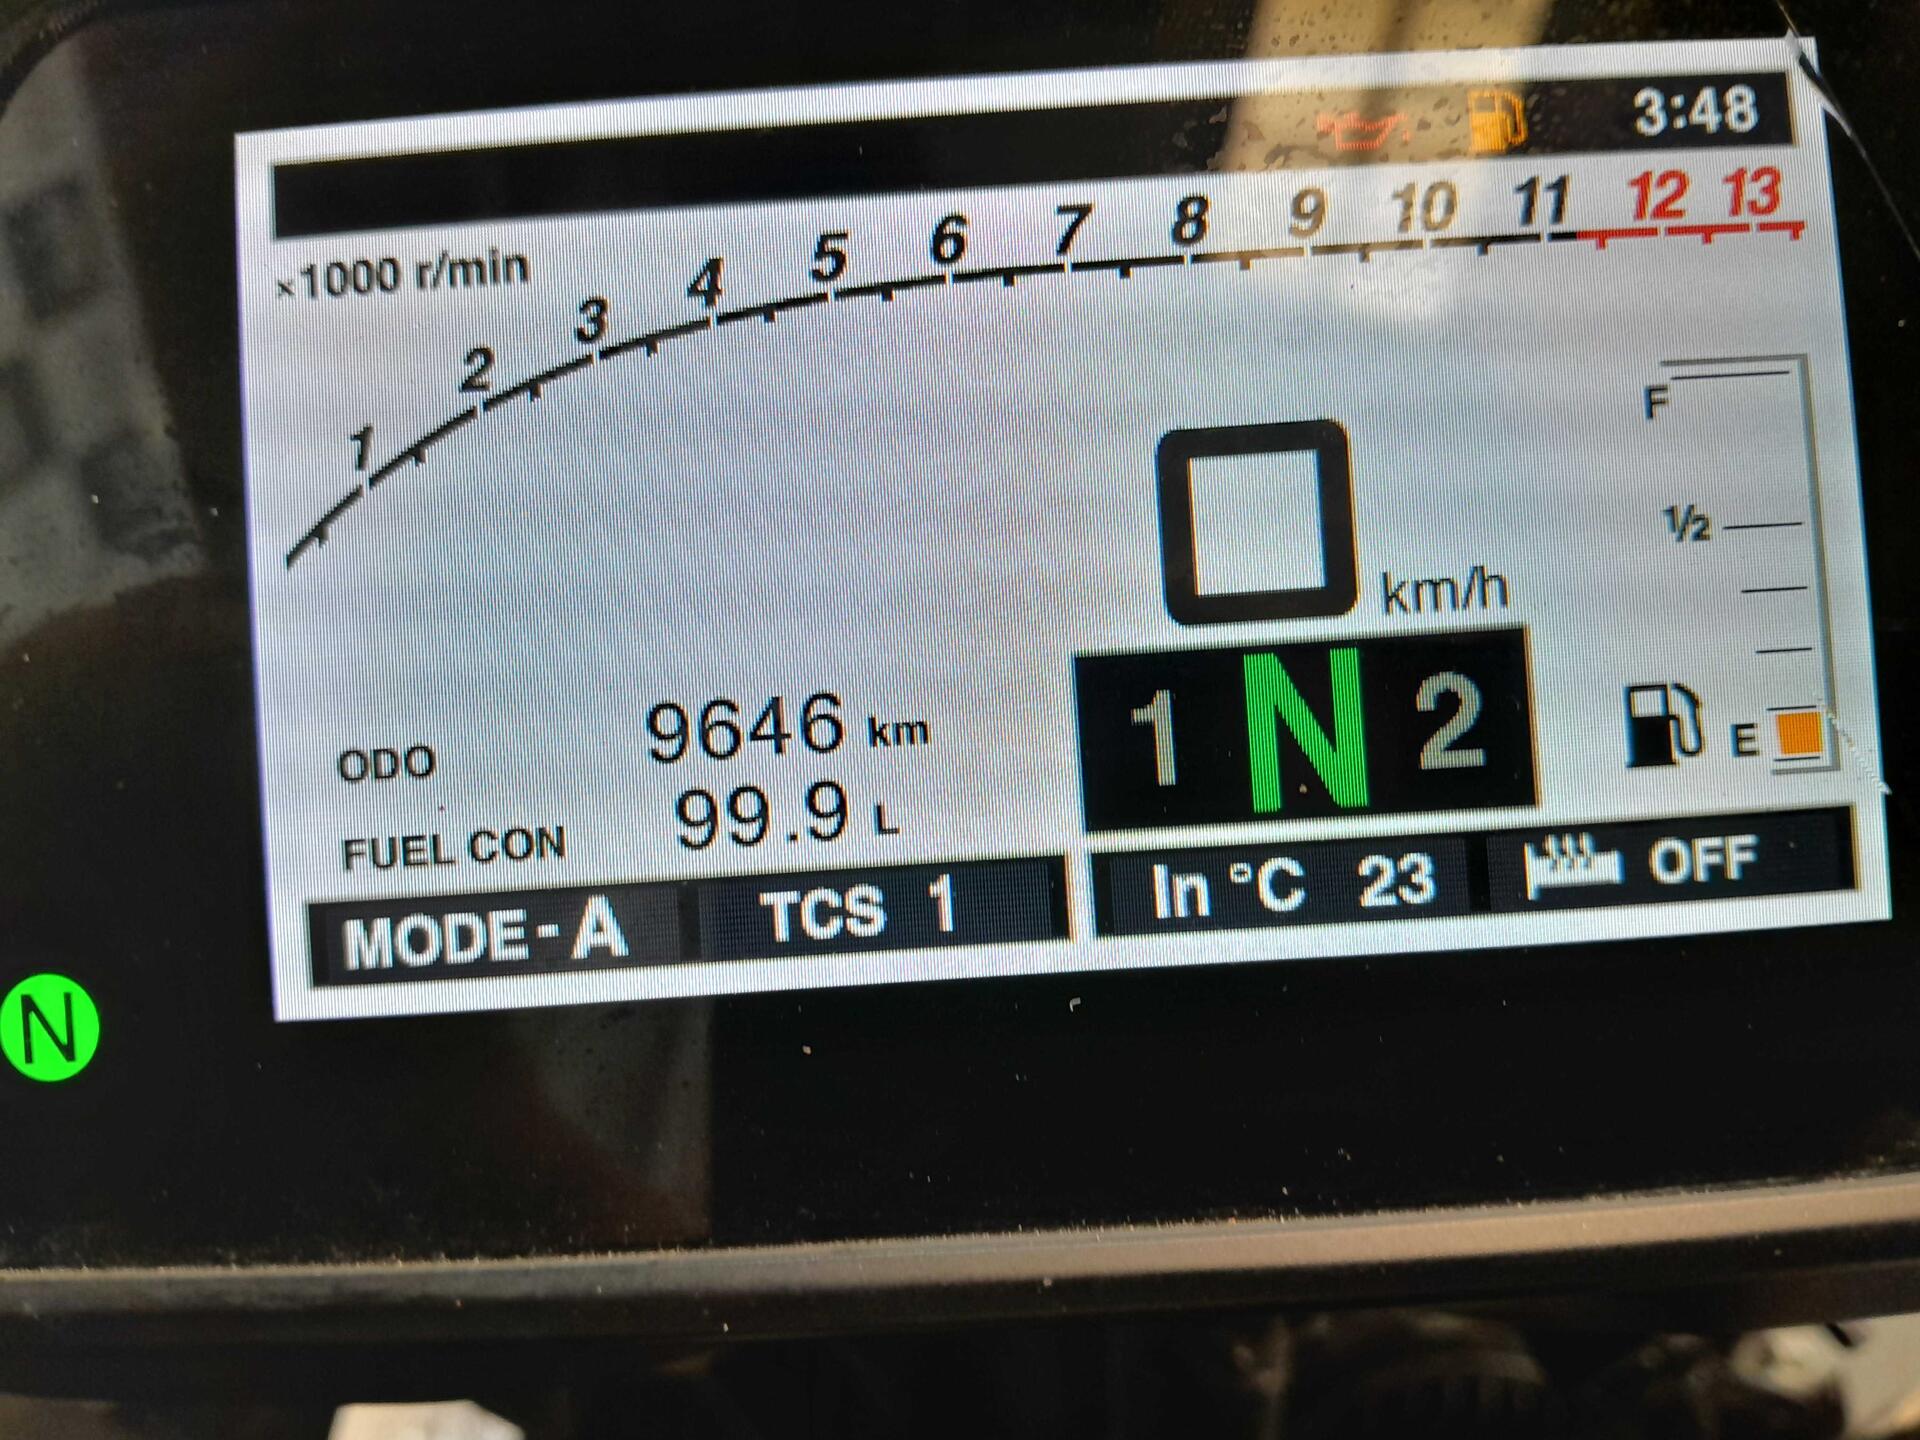 3:48
×1000 r/min
1 2 3 4 5 6 7 8 9 10 11 12 13
F
0 km/h
1/2
ODO 9646 km
1 N 2
E
FUEL CON 99.9 L
MODE-A TCS 1 In °C 23 OFF
N